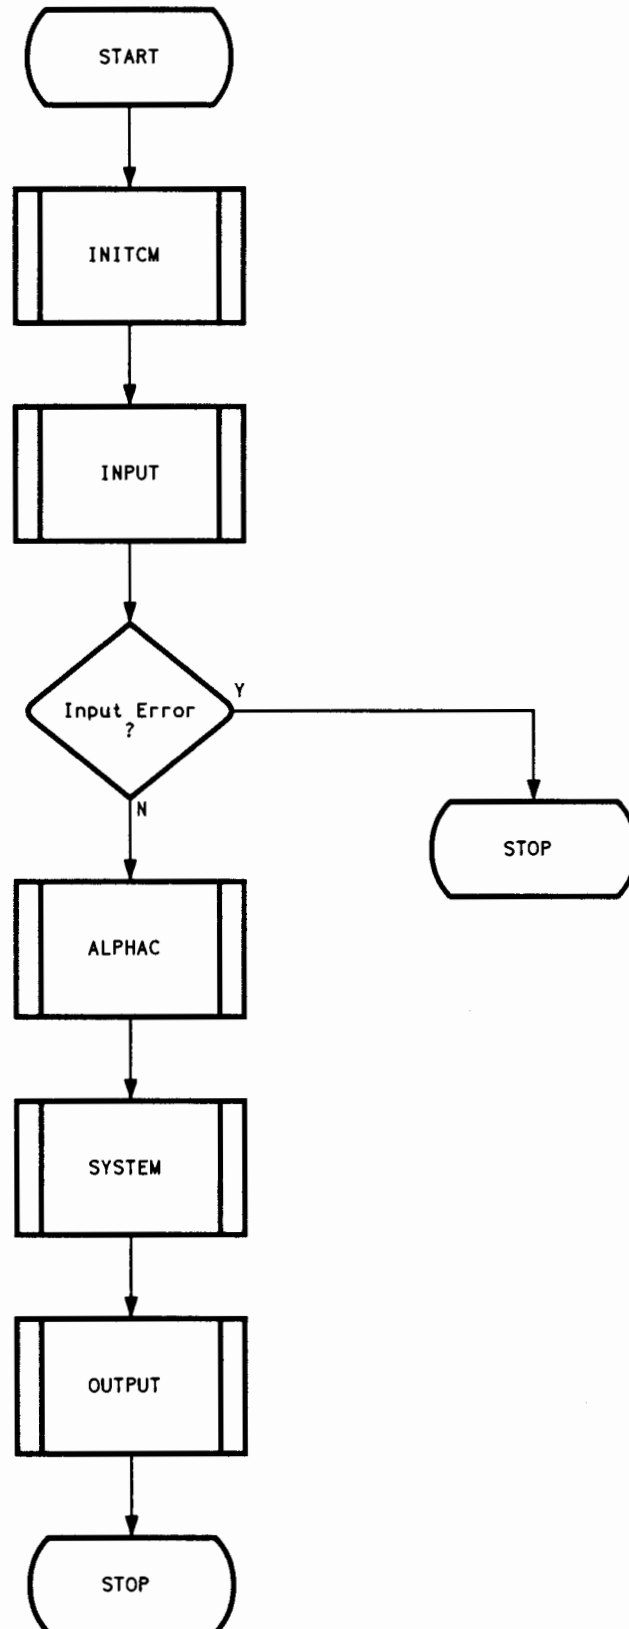 START
INITCM
INPUT
Input Error
?
Y
N
STOP
ALPHAC
SYSTEM
OUTPUT
STOP